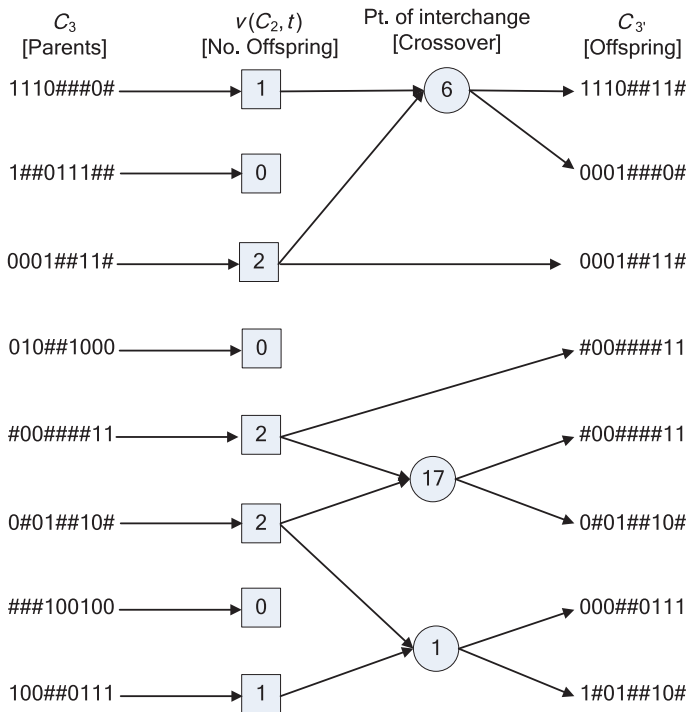 C3 v(C2, t) Pt. of interchange C3'
[Parents] [No. Offspring] [Crossover] [Offspring]
1110###0# 1 6 1110##11#
1##0111## 0 0001###0#
0001##11# 2 0001##11#
010##1000 0 #00####11
#00####11 2 #00####11
17
0#01##10# 2 0#01##10#
###100100 0 000##0111
1
100##0111 1 1#01##10#